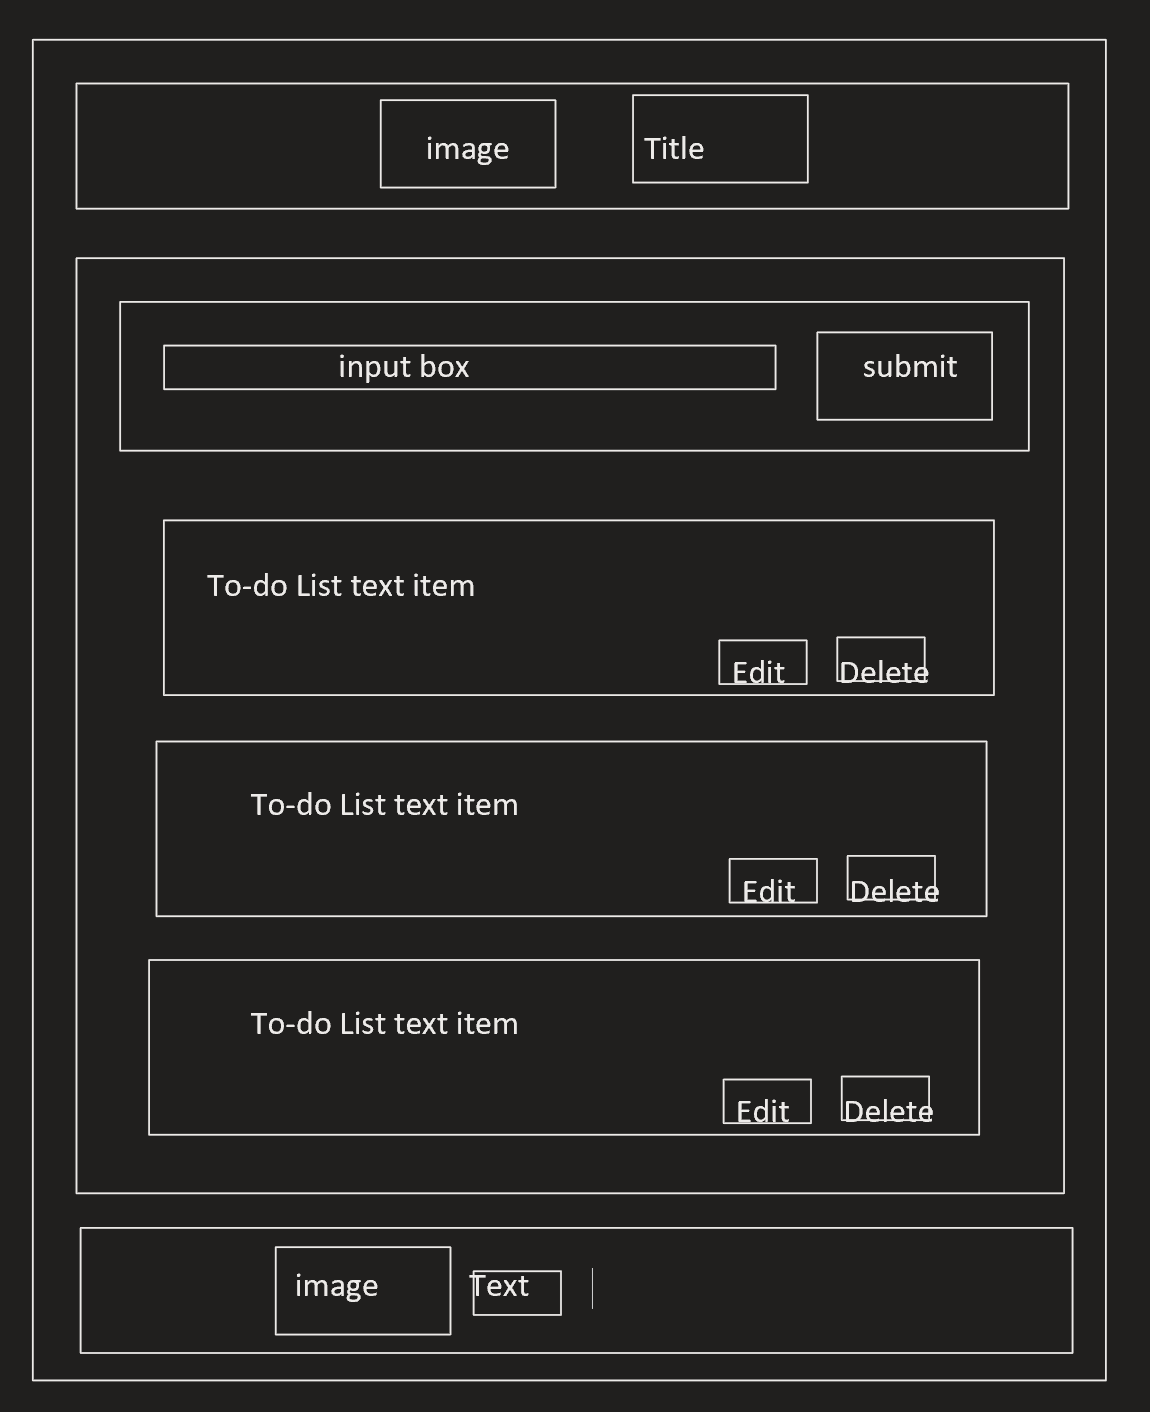 image
Title
input box
submit
To-do List text item
Edit
Delete
To-do List text item
Edit
Delete
To-do List text item
Edit
Delete
image
Text